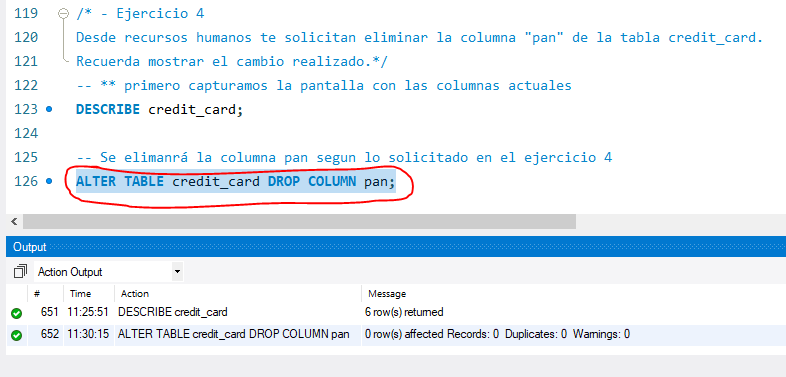 119 /* - Ejercicio 4
120 Desde recursos humanos te solicitan eliminar la columna "pan" de la tabla credit_card.
121 Recuerda mostrar el cambio realizado.*/
122 -- ** primero capturamos la pantalla con las columnas actuales
123 DESCRIBE credit_card;
124
125 -- Se elimanrá la columna pan segun lo solicitado en el ejercicio 4
126 ALTER TABLE credit_card DROP COLUMN pan;
Output
Action Output
# Time Action Message
651 11:25:51 DESCRIBE credit_card 6 row(s) returned
652 11:30:15 ALTER TABLE credit_card DROP COLUMN pan 0 row(s) affected Records: 0 Duplicates: 0 Warnings: 0